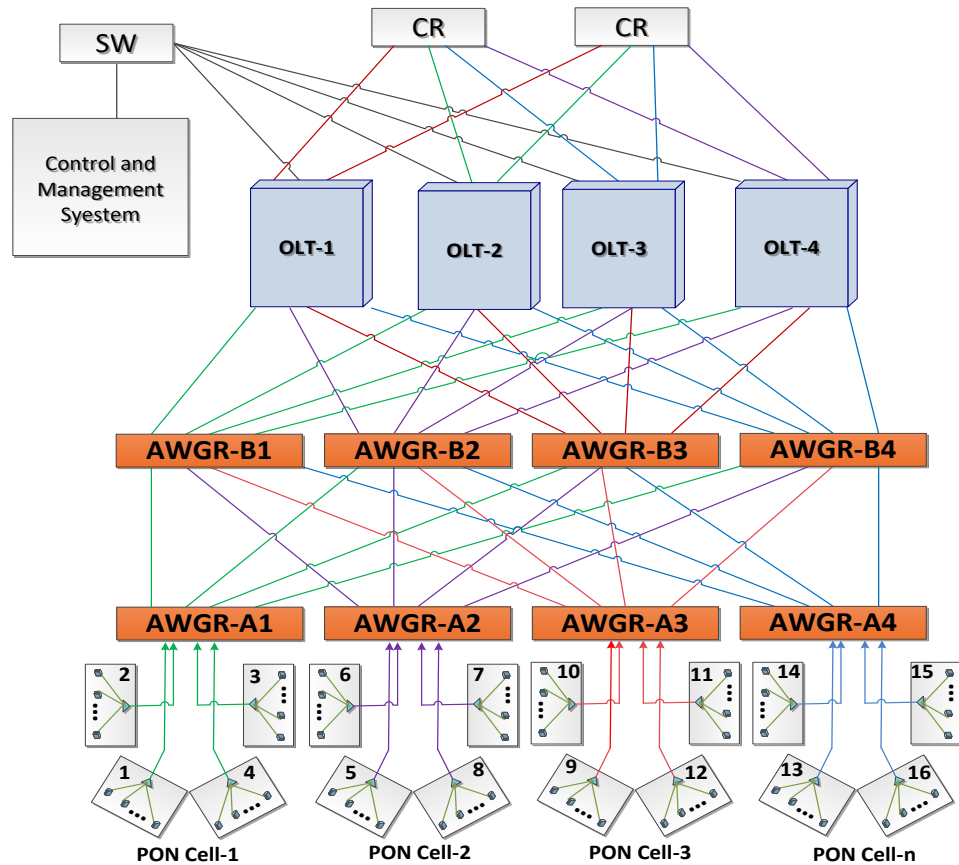 CR
CR
SW
Control and
Management
Syestem
OLT-1
OLT-2
OLT-3
OLT-4
AWGR-B1
AWGR-B2
AWGR-B3
AWGR-B4
AWGR-A1
AWGR-A2
AWGR-A3
AWGR-A4
2
3
6
7
10
11
14
15
1
4
5
8
9
12
13
16
PON Cell-1
PON Cell-2
PON Cell-3
PON Cell-n